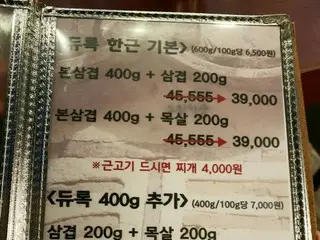 <듀록 한근 기본> (600g/100g당 6,500원)
본삼겹 400g + 삼겹 200g
45,555 → 39,000
본삼겹 400g + 목살 200g
45,555 → 39,000
※근고기 드시면 찌개 4,000원
<듀록 400g 추가> (400g/100g당 7,000원)
삼겹 200g + 목살 200g